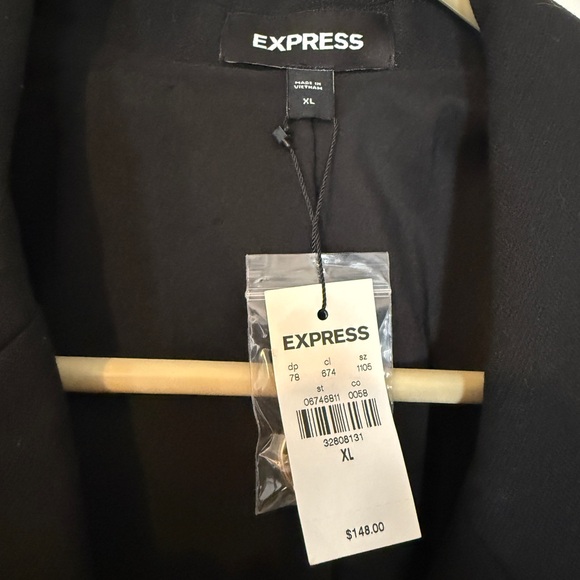 EXPRESS
MADE IN
VIETNAM
XL
EXPRESS
dp cl sz
78 674 1105
st co
06746811 0058
32808131
XL
$148.00